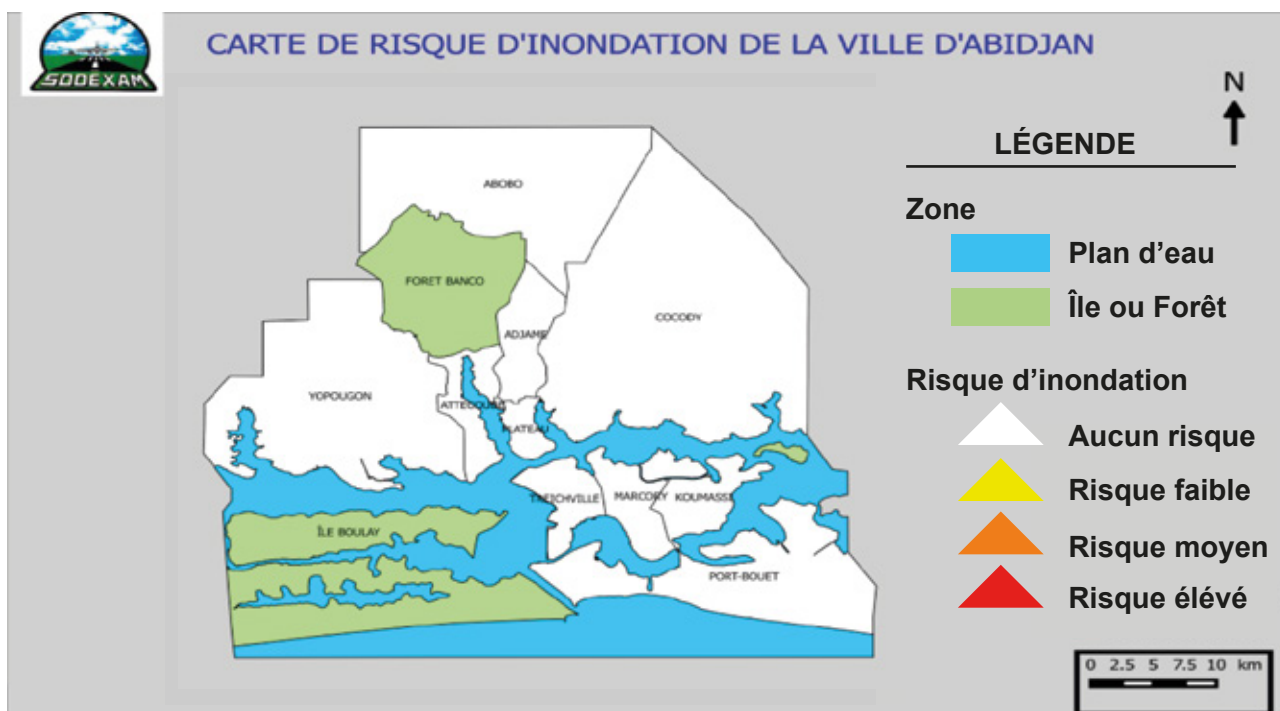 SODEXAM
CARTE DE RISQUE D'INONDATION DE LA VILLE D'ABIDJAN
N
LÉGENDE
Zone
Plan d’eau
Île ou Forêt
Risque d’inondation
Aucun risque
Risque faible
Risque moyen
Risque élévé
0 2.5 5 7.5 10 km
ABOBO
FORET BANCO
ADJAME
COCODY
YOPOUGON
ATTECOUBE
PLATEAU
TREICHVILLE
MARCORY
KOUMASSI
ÎLE BOULAY
PORT-BOUET